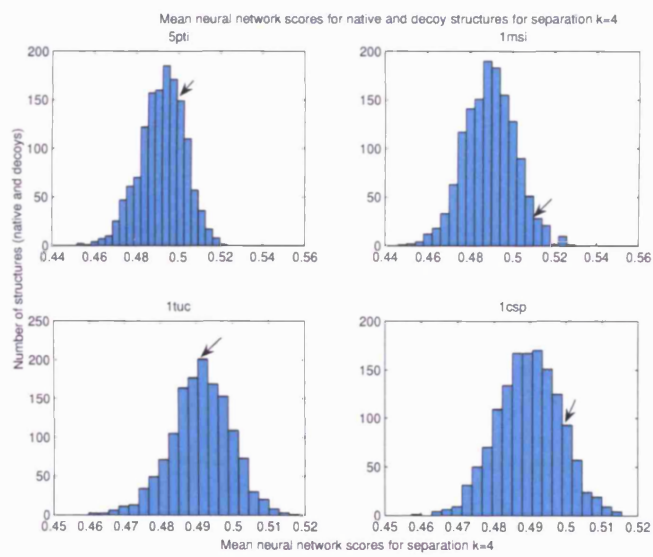 Mean neural network scores for native and decoy structures for separation k=4
5pti
1msi
200
150
100
50
0
0.44 0.46 0.48 0.5 0.52 0.54 0.56
200
150
100
50
0
0.44 0.46 0.48 0.5 0.52 0.54 0.56
Number of structures (native and decoys)
1tuc
1csp
250
200
150
100
50
0
0.45 0.46 0.47 0.48 0.49 0.5 0.51 0.52
200
150
100
50
0
0.45 0.46 0.47 0.48 0.49 0.5 0.51 0.52
Mean neural network scores for separation k=4